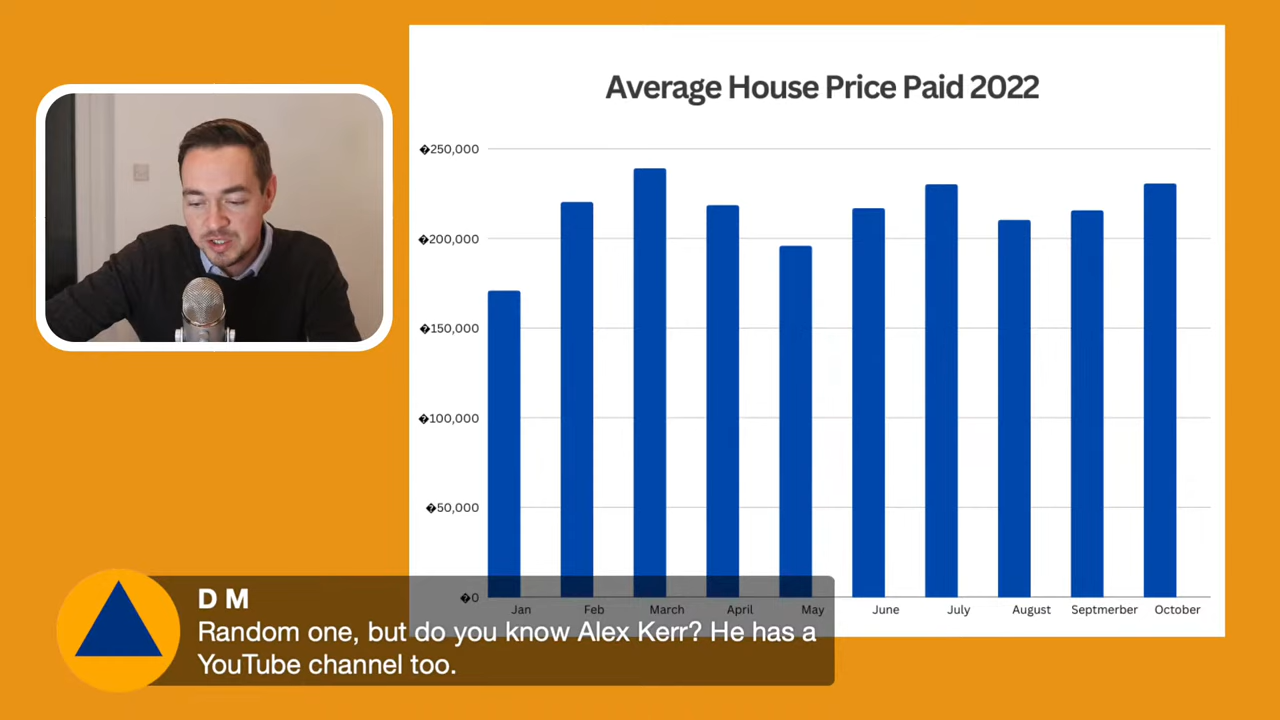 Average House Price Paid 2022
�250,000
�200,000
�150,000
�100,000
�50,000
�0
Jan Feb March April May June July August Septmerber October
D M
Random one, but do you know Alex Kerr? He has a
YouTube channel too.